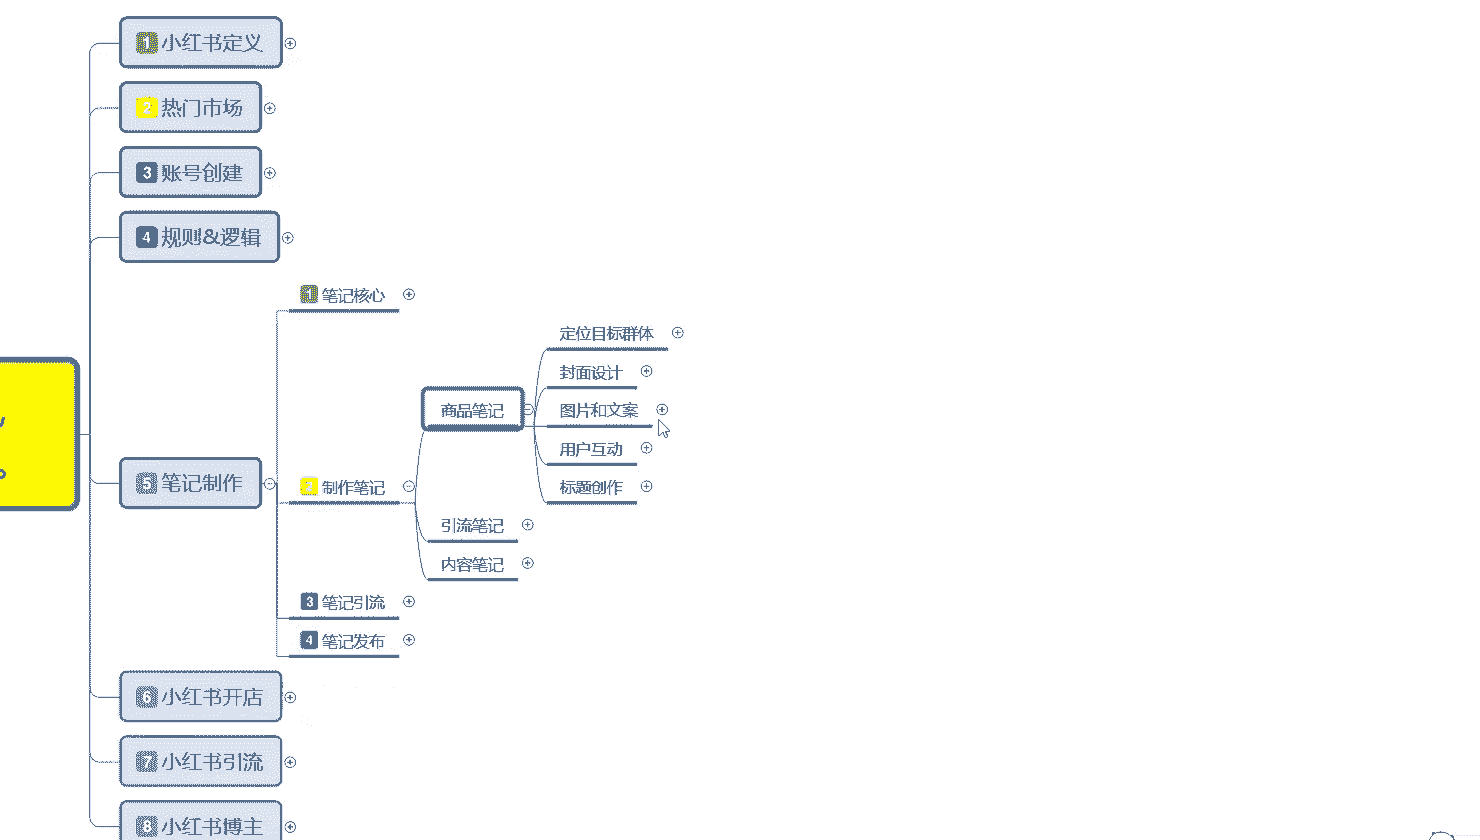 1 小红书定义
2 热门市场
3 账号创建
4 规则&逻辑
5 笔记制作
1 笔记核心
2 制作笔记
商品笔记
定位目标群体
封面设计
图片和文案
用户互动
标题创作
引流笔记
内容笔记
3 笔记引流
4 笔记发布
6 小红书开店
7 小红书引流
8 小红书博主